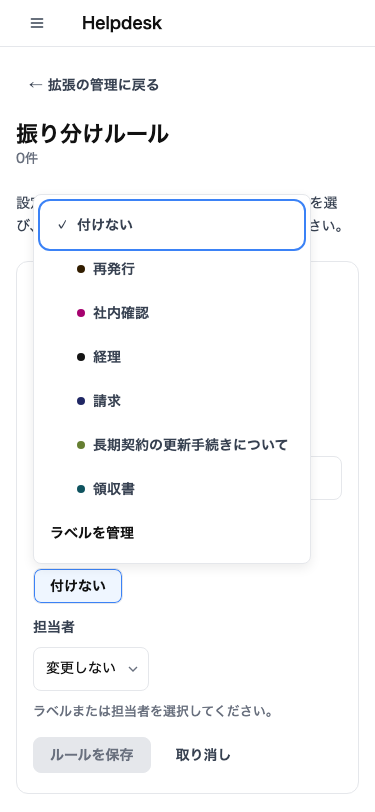 Helpdesk
← 拡張の管理に戻る
振り分けルール
0件
を選
び、
さい。
✓ 付けない
再発行
社内確認
経理
請求
長期契約の更新手続きについて
領収書
ラベルを管理
付けない
担当者
変更しない
ラベルまたは担当者を選択してください。
ルールを保存 取り消し